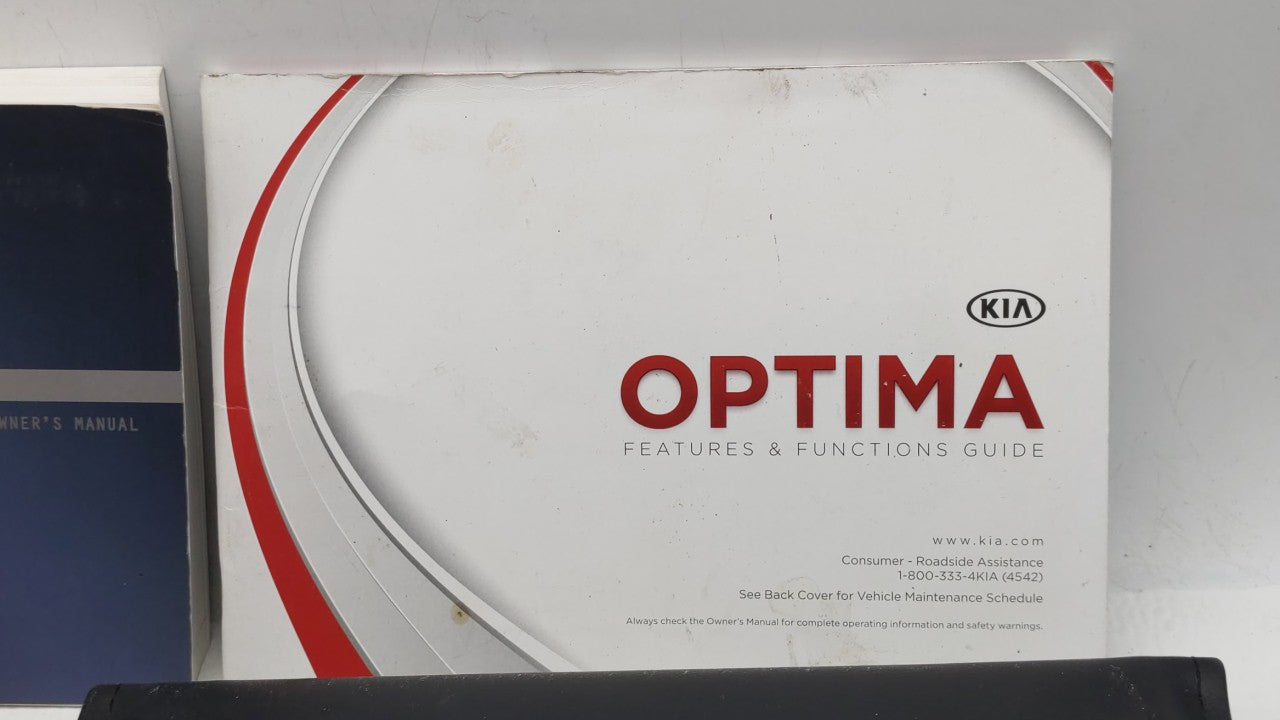 WNER'S MANUAL
KIA
OPTIMA
FEATURES & FUNCTIONS GUIDE
www.kia.com
Consumer - Roadside Assistance
1-800-333-4KIA (4542)
See Back Cover for Vehicle Maintenance Schedule
Always check the Owner's Manual for complete operating information and safety warnings.